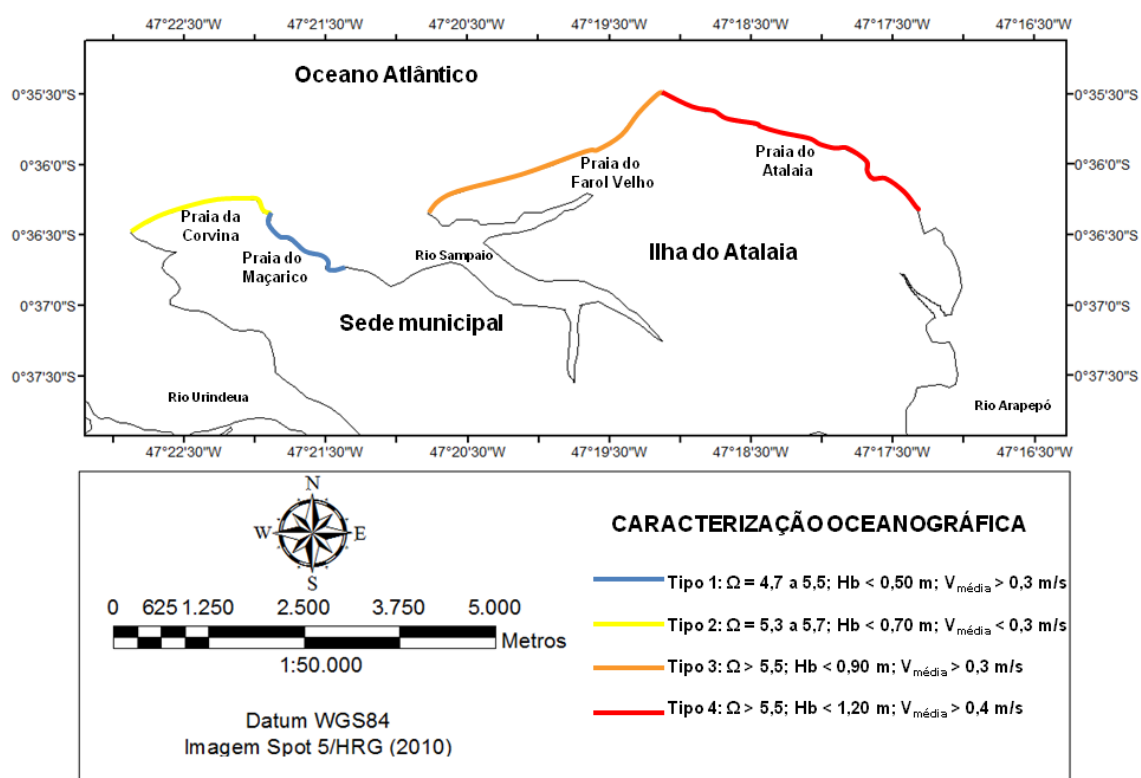 47°22'30"W 47°21'30"W 47°20'30"W 47°19'30"W 47°18'30"W 47°17'30"W 47°16'30"W
Oceano Atlântico
0°35'30"S 0°35'30"S
0°36'0"S 0°36'0"S
0°36'30"S 0°36'30"S
0°37'0"S 0°37'0"S
0°37'30"S 0°37'30"S
Praia do
Farol Velho
Praia do
Atalaia
Praia da
Corvina
Praia do
Maçarico
Rio Sampaio
Ilha do Atalaia
Sede municipal
Rio Urindeua
Rio Arapepó
47°22'30"W 47°21'30"W 47°20'30"W 47°19'30"W 47°18'30"W 47°17'30"W 47°16'30"W
N
W E
S
0 625 1.250 2.500 3.750 5.000
Metros
1:50.000
Datum WGS84
Imagem Spot 5/HRG (2010)
CARACTERIZAÇÃO OCEANOGRÁFICA
Tipo 1: Ω = 4,7 a 5,5; Hb < 0,50 m; Vmédia > 0,3 m/s
Tipo 2: Ω = 5,3 a 5,7; Hb < 0,70 m; Vmédia < 0,3 m/s
Tipo 3: Ω > 5,5; Hb < 0,90 m; Vmédia > 0,3 m/s
Tipo 4: Ω > 5,5; Hb < 1,20 m; Vmédia > 0,4 m/s